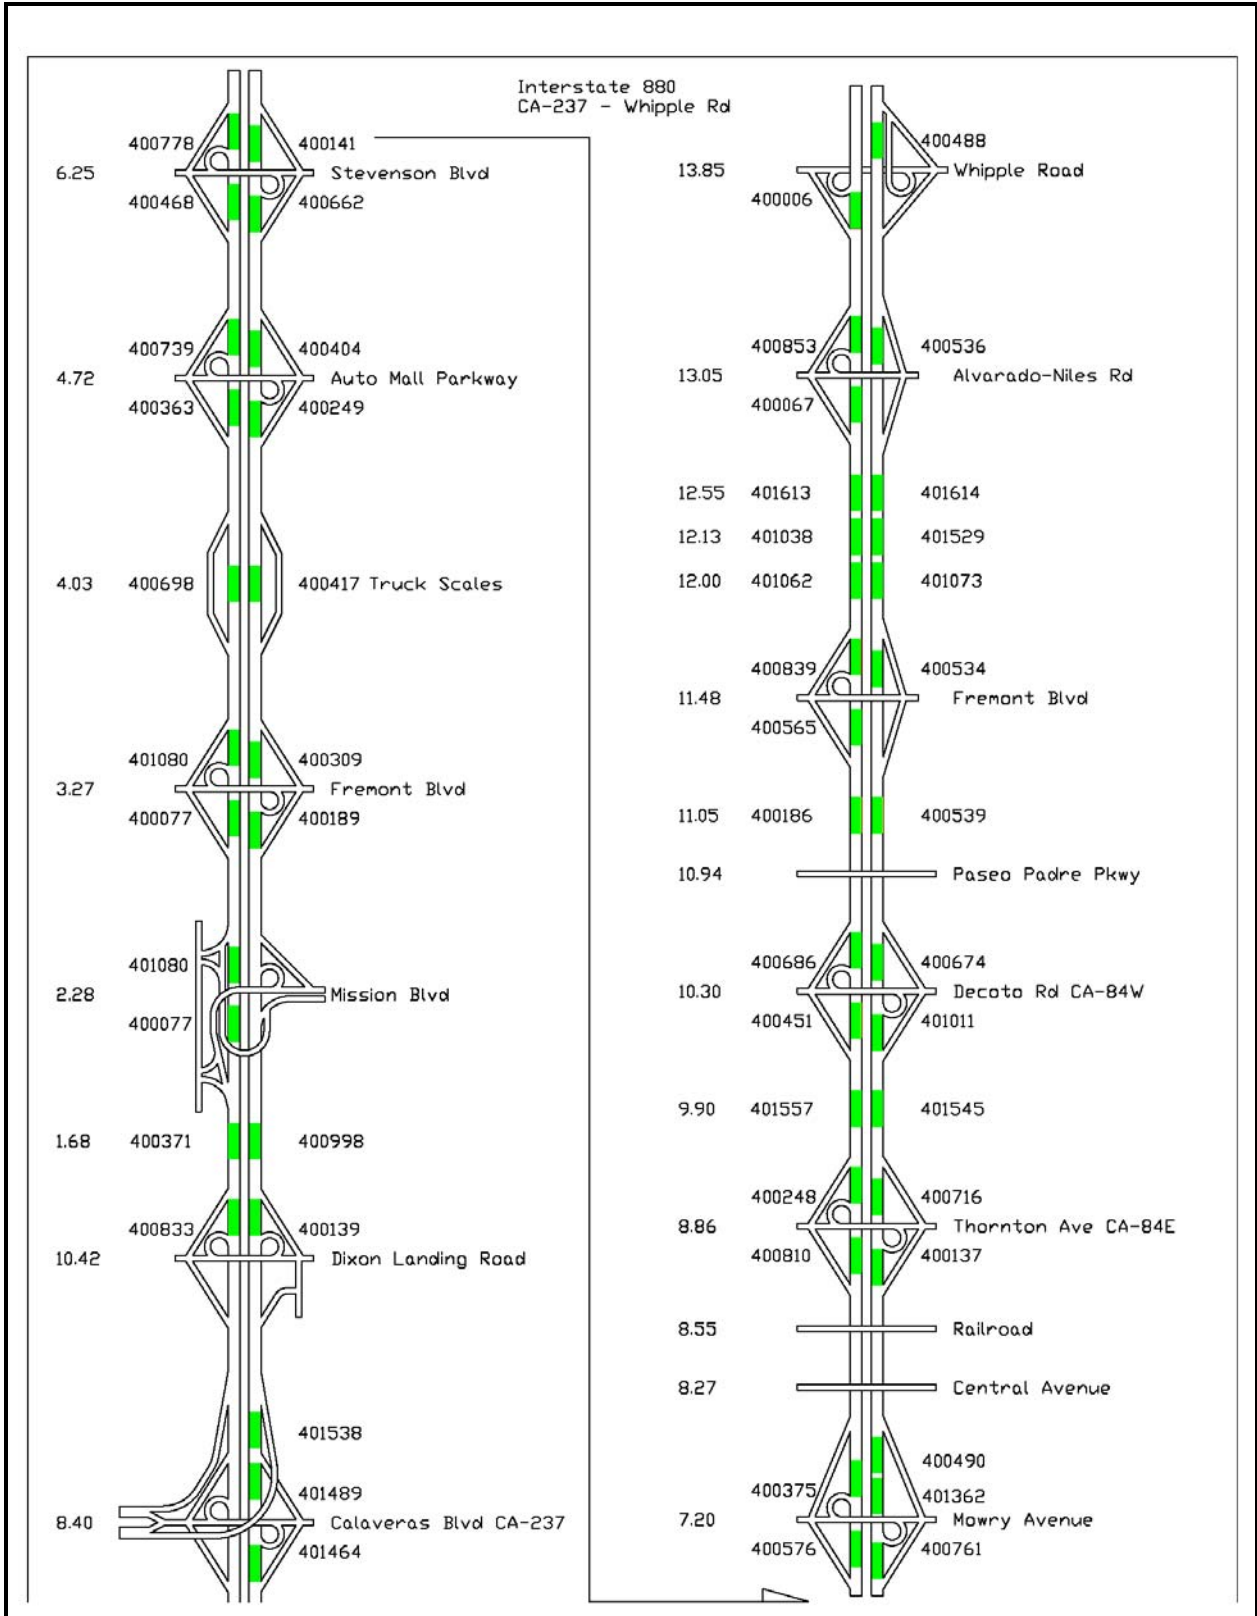 Interstate 880
CA-237 - Whipple Rd
400778 400141
6.25 Stevenson Blvd
400468 400662
400739 400404
4.72 Auto Mall Parkway
400363 400249
4.03 400698 400417 Truck Scales
401080 400309
3.27 Fremont Blvd
400077 400189
401080
2.28 Mission Blvd
400077
1.68 400371 400998
400833 400139
10.42 Dixon Landing Road
401538
401489
8.40 Calaveras Blvd CA-237
401464
400488
13.85 Whipple Road
400006
400853 400536
13.05 Alvarado-Niles Rd
400067
12.55 401613 401614
12.13 401038 401529
12.00 401062 401073
400839 400534
11.48 Fremont Blvd
400565
11.05 400186 400539
10.94 Paseo Padre Pkwy
400686 400674
10.30 Decoto Rd CA-84W
400451 401011
9.90 401557 401545
400248 400716
8.86 Thornton Ave CA-84E
400810 400137
8.55 Railroad
8.27 Central Avenue
400490
400375 401362
7.20 Mowry Avenue
400576 400761